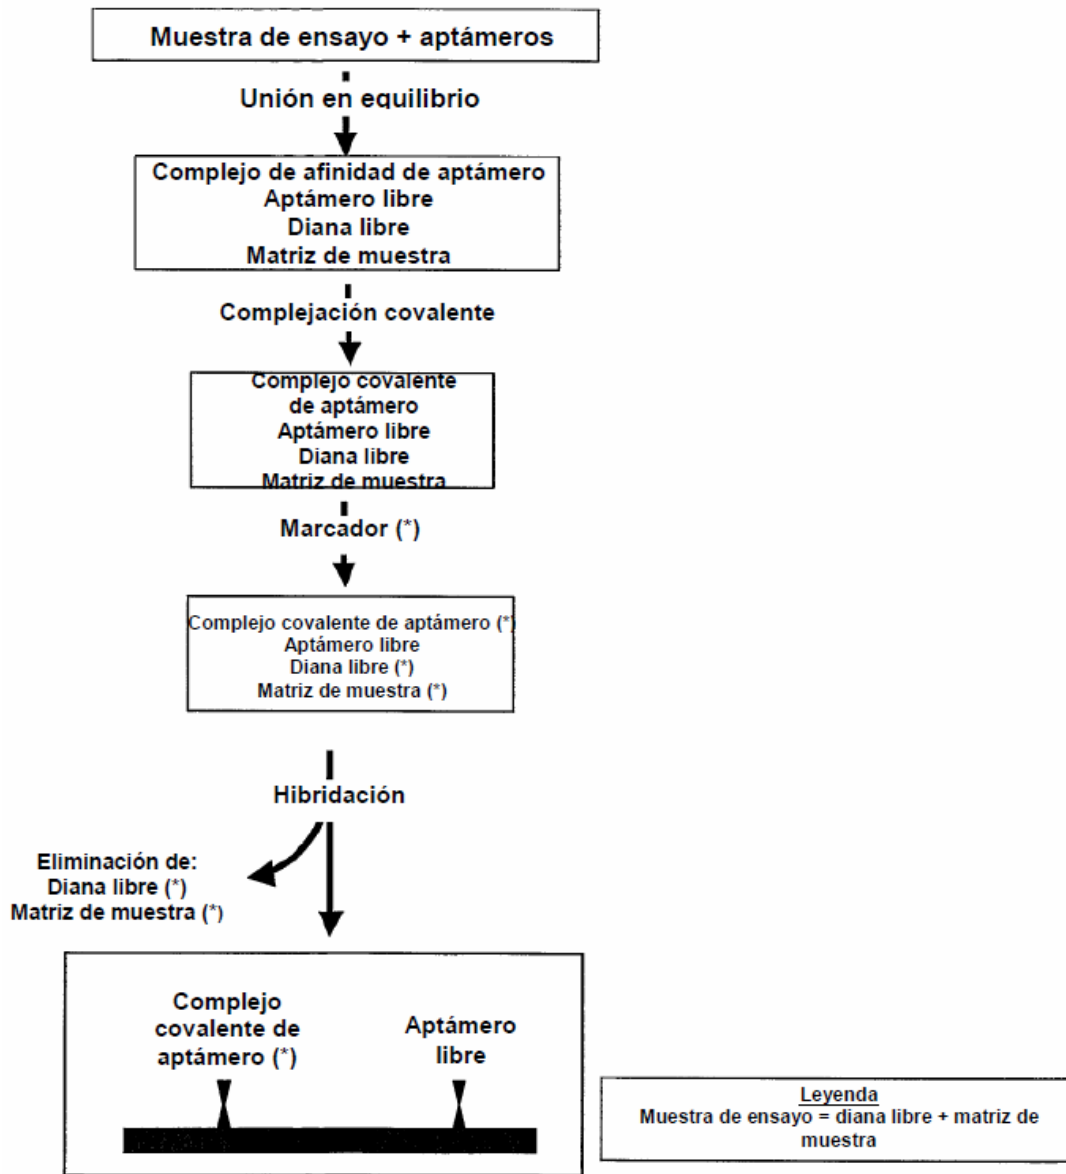 Muestra de ensayo + aptámeros
Unión en equilibrio
Complejo de afinidad de aptámero
Aptámero libre
Diana libre
Matriz de muestra
Complejación covalente
Complejo covalente
de aptámero
Aptámero libre
Diana libre
Matriz de muestra
Marcador (*)
Complejo covalente de aptámero (*)
Aptámero libre
Diana libre (*)
Matriz de muestra (*)
Hibridación
Eliminación de:
Diana libre (*)
Matriz de muestra (*)
Complejo
covalente de
aptámero (*)
Aptámero
libre
Leyenda
Muestra de ensayo = diana libre + matriz de
muestra